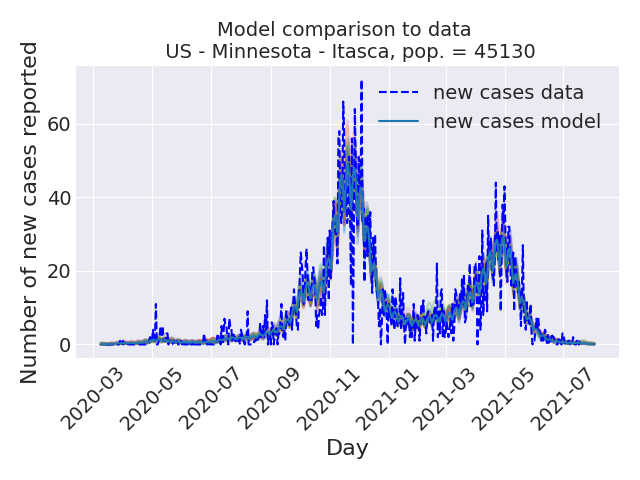 Model comparison to data
US - Minnesota - Itasca, pop. = 45130
Number of new cases reported
60
40
20
0
new cases data
new cases model
2020-03
2020-05
2020-07
2020-09
2020-11
2021-01
2021-03
2021-05
2021-07
Day